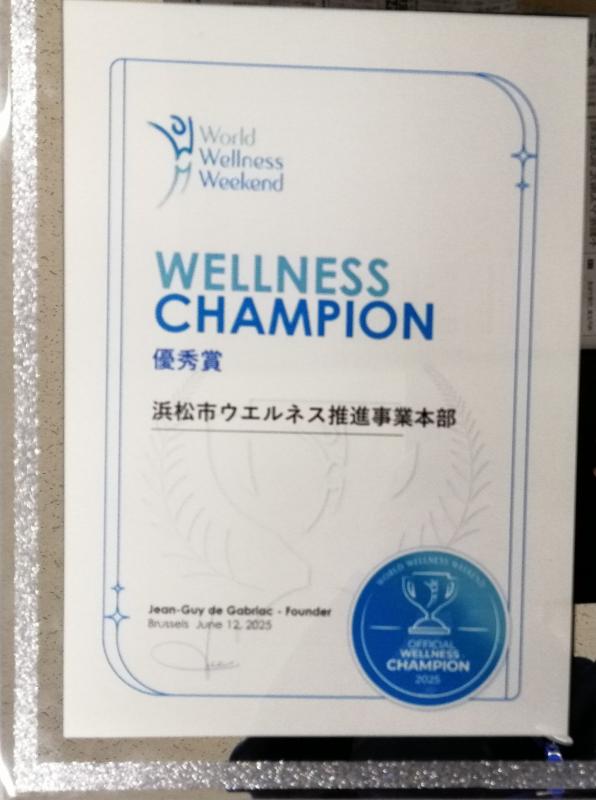 World
Wellness
Weekend
WELLNESS
CHAMPION
優秀賞
浜松市ウエルネス推進事業本部
Jean-Guy de Gabriac - Founder
Brussels June 12, 2025
WORLD WELLNESS WEEKEND
OFFICIAL
WELLNESS
CHAMPION
2025